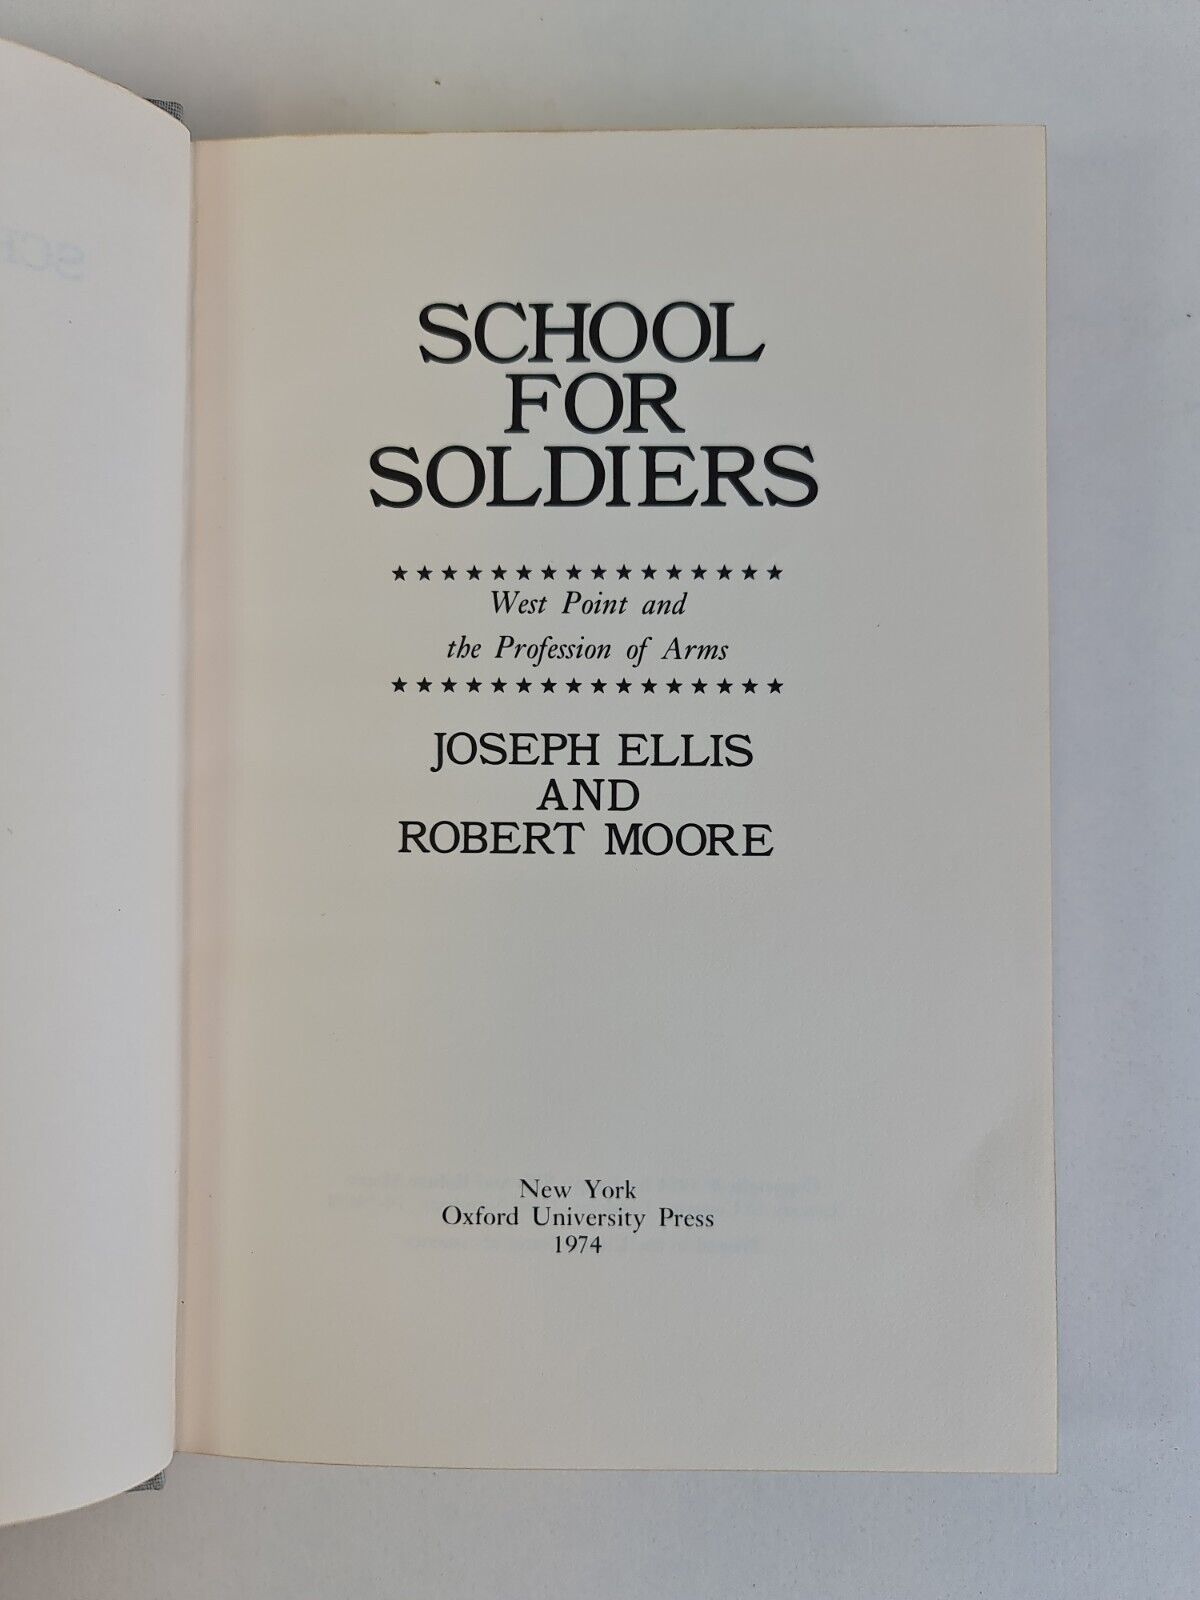 SCHOOL
FOR
SOLDIERS
★★★★★★★★★★★★★★★★
West Point and
the Profession of Arms
★★★★★★★★★★★★★★★★
JOSEPH ELLIS
AND
ROBERT MOORE
New York
Oxford University Press
1974